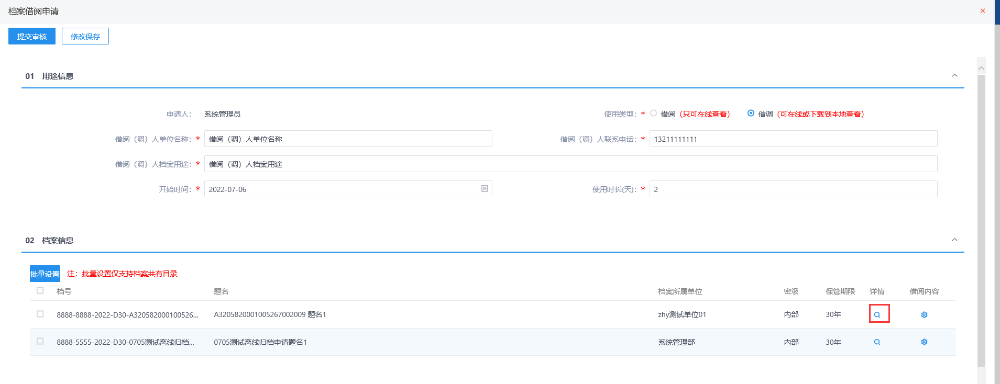 档案借阅申请
提交审核 修改保存
01 用途信息
申请人： 系统管理员 使用类型：* 借阅（只可在线查看） 借调（可在线或下载到本地查看）
借阅（调）人单位名称：* 借阅（调）人单位名称 借阅（调）人联系电话：* 13211111111
借阅（调）人档案用途：* 借阅（调）人档案用途
开始时间：* 2022-07-06 使用时长(天)：* 2
02 档案信息
批量设置 注：批量设置仅支持档案共有目录
档号 题名 档案所属单位 密级 保管期限 详情 借阅内容
8888-8888-2022-D30-A320582000100526... A3205820001005267002009 题名1 zhy测试单位01 内部 30年
8888-5555-2022-D30-0705测试离线归档... 0705测试离线归档申请题名1 系统管理部 内部 30年